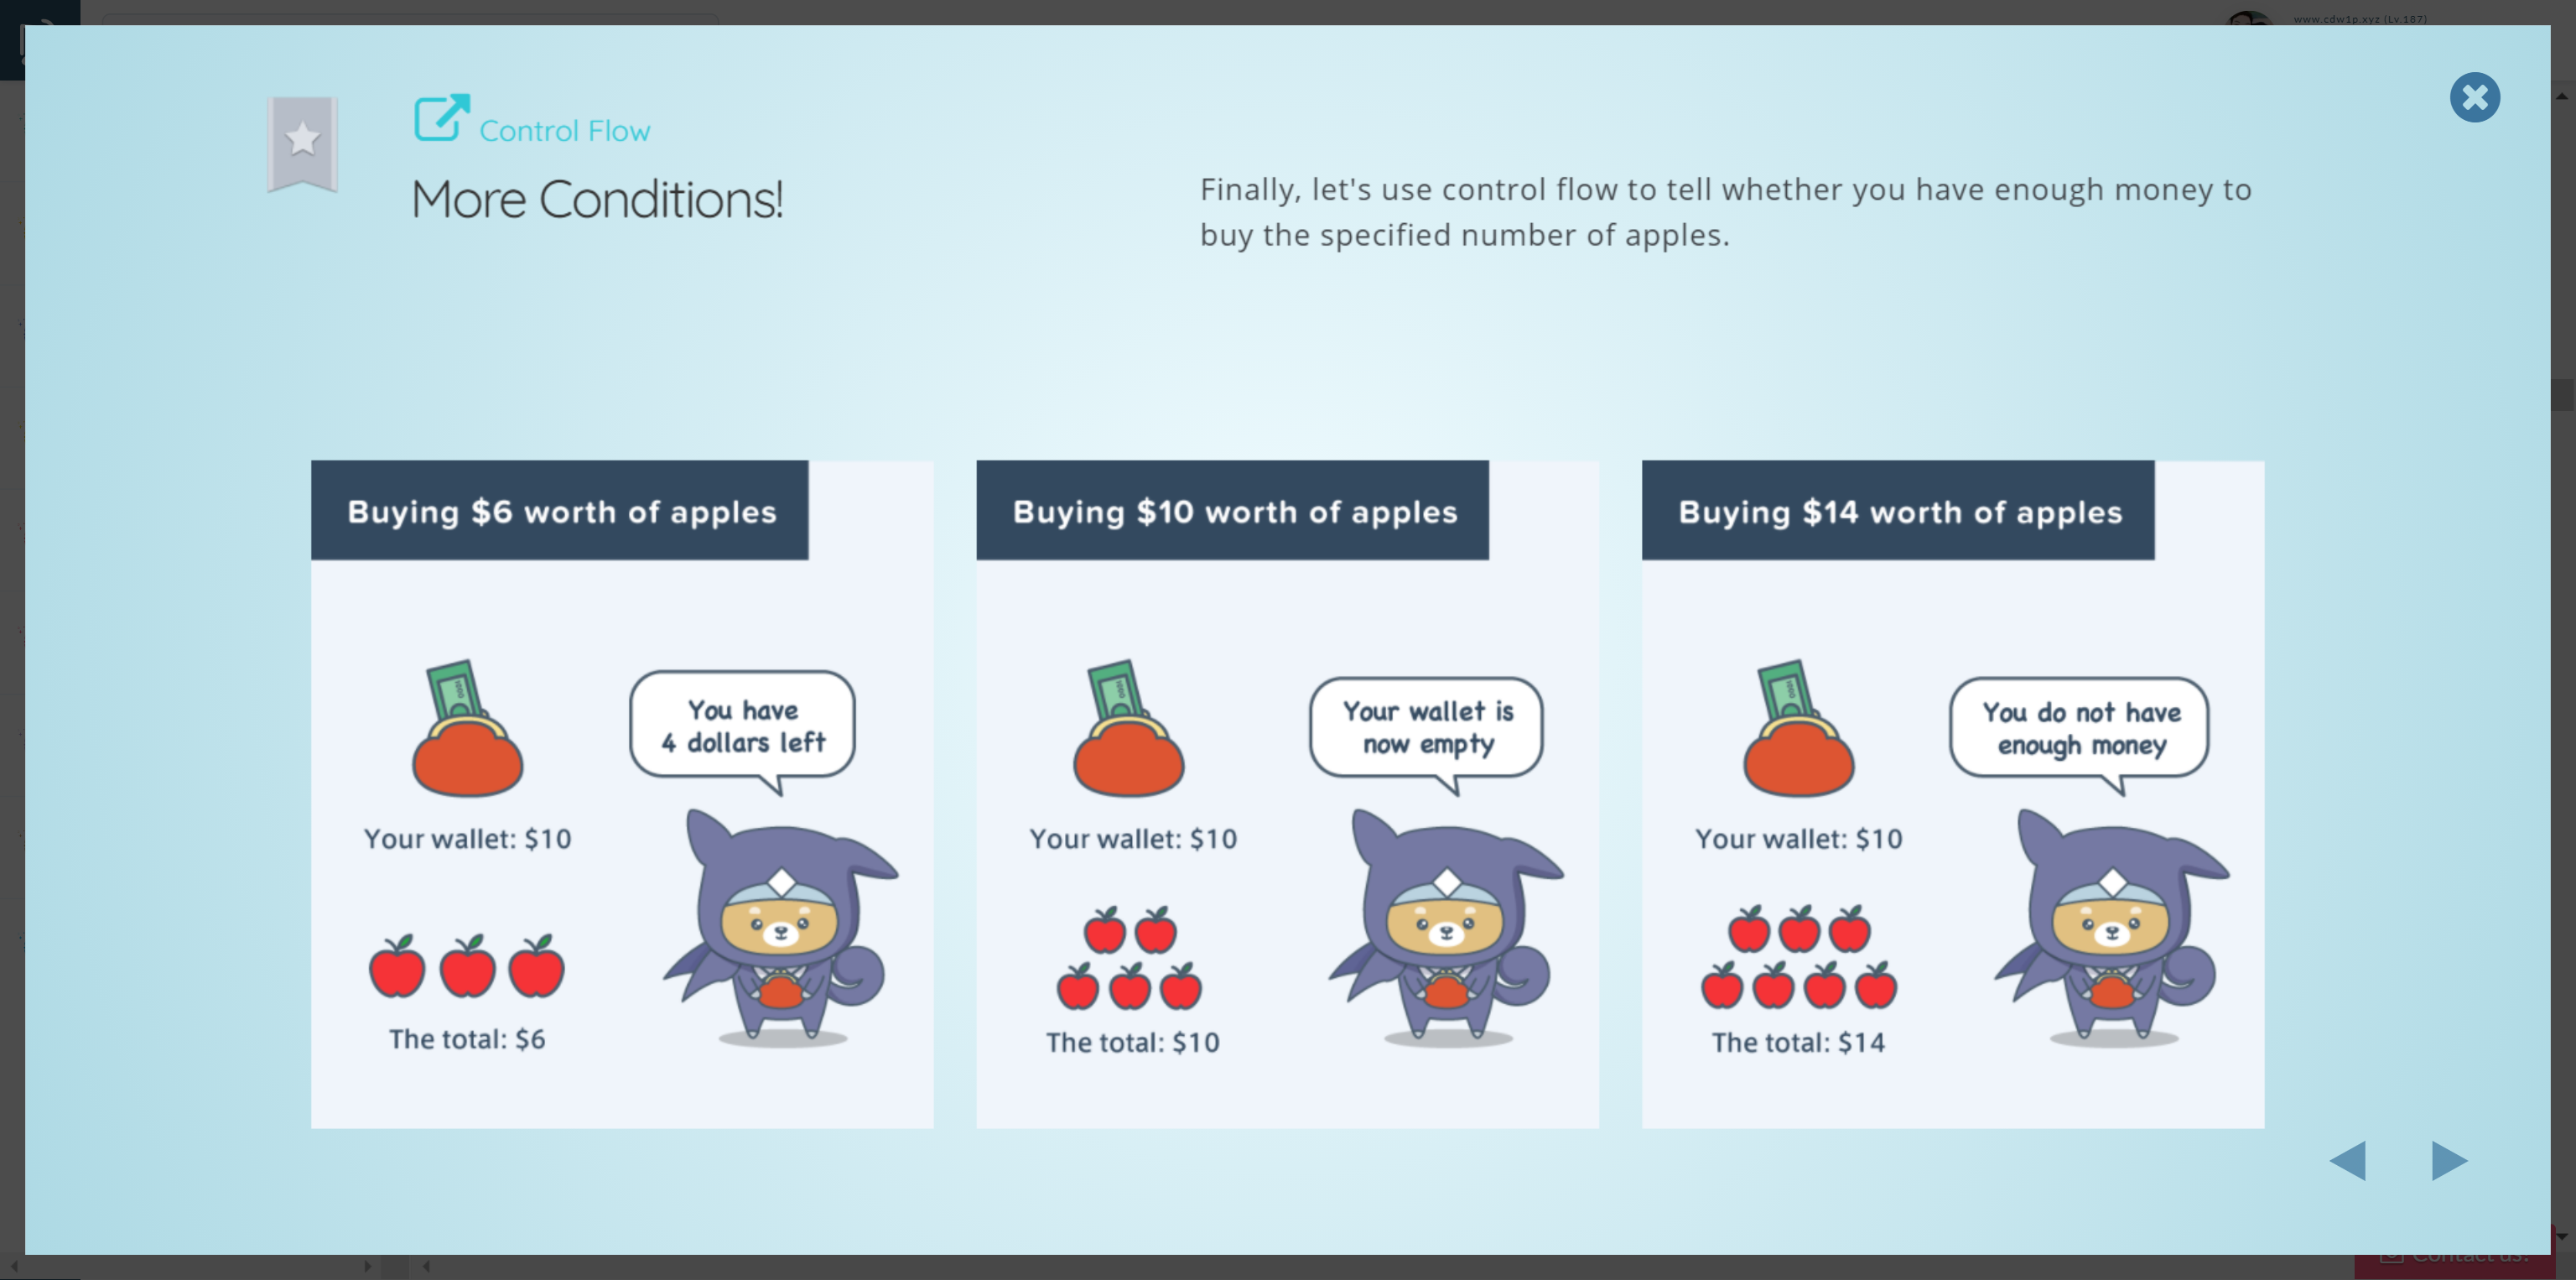 www.cdw1p.xyz (Lv.187)
Control Flow
More Conditions!
Finally, let's use control flow to tell whether you have enough money to
buy the specified number of apples.
Buying $6 worth of apples
You have
4 dollars left
Your wallet: $10
The total: $6
Buying $10 worth of apples
Your wallet is
now empty
Your wallet: $10
The total: $10
Buying $14 worth of apples
You do not have
enough money
Your wallet: $10
The total: $14
Contact us!